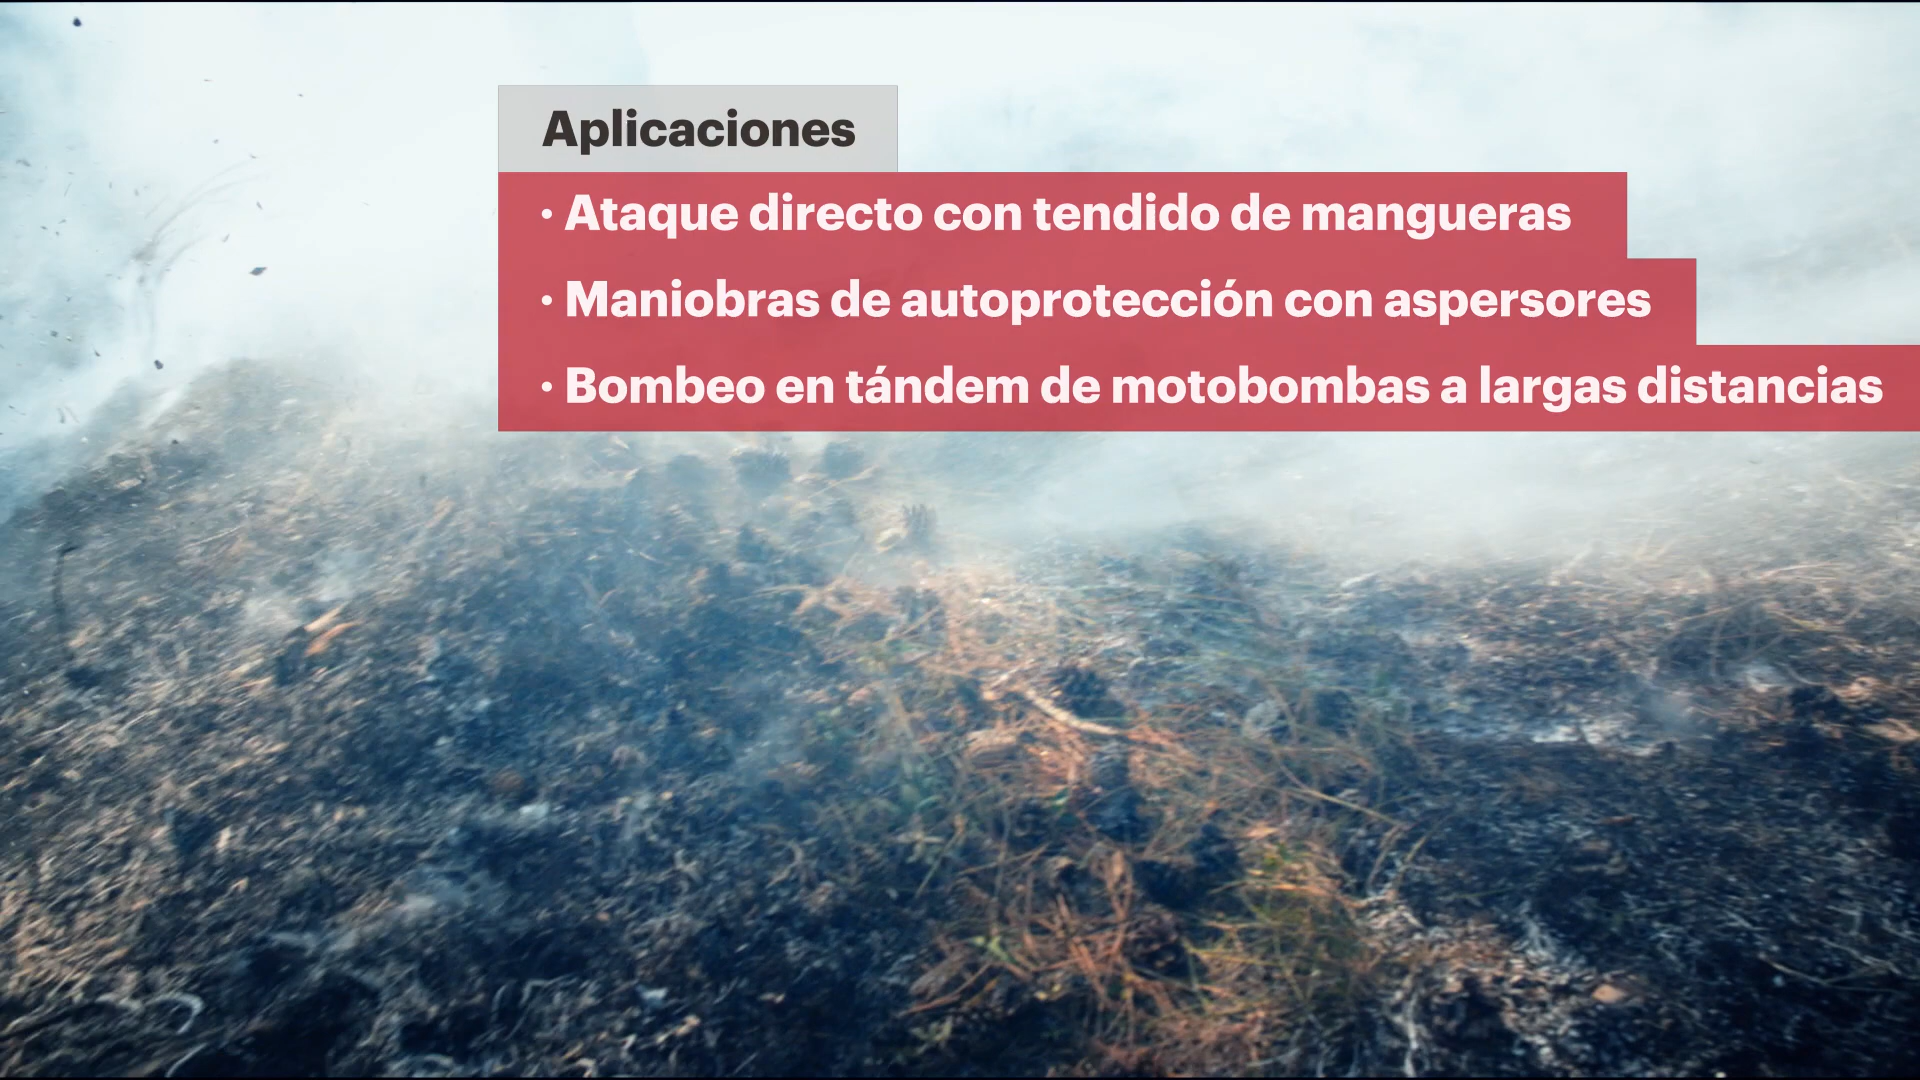 Aplicaciones
• Ataque directo con tendido de mangueras
• Maniobras de autoprotección con aspersores
• Bombeo en tándem de motobombas a largas distancias